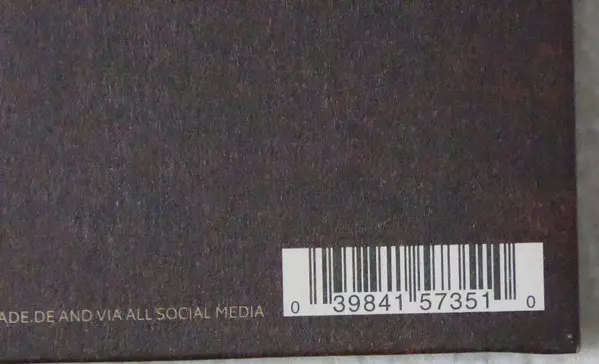 ADE.DE AND VIA ALL SOCIAL MEDIA
0 39841 57351 0